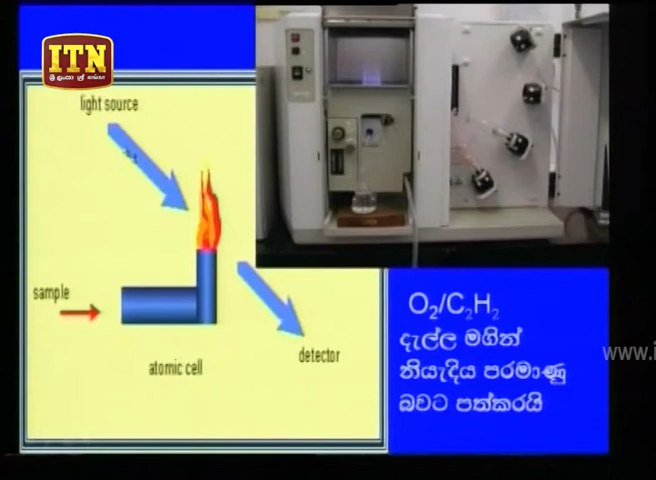 ITN
light source
sample
atomic cell
detector
O₂/C₂H₂
දැල්ල මගින්
නියැදිය පරමාණු
බවට පත්කරයි
www.i